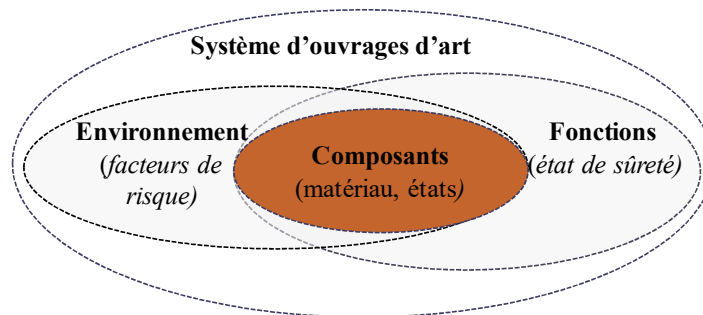 Système d’ouvrages d’art
Environnement
(facteurs de
risque)
Composants
(matériau, états)
Fonctions
(état de sûreté)